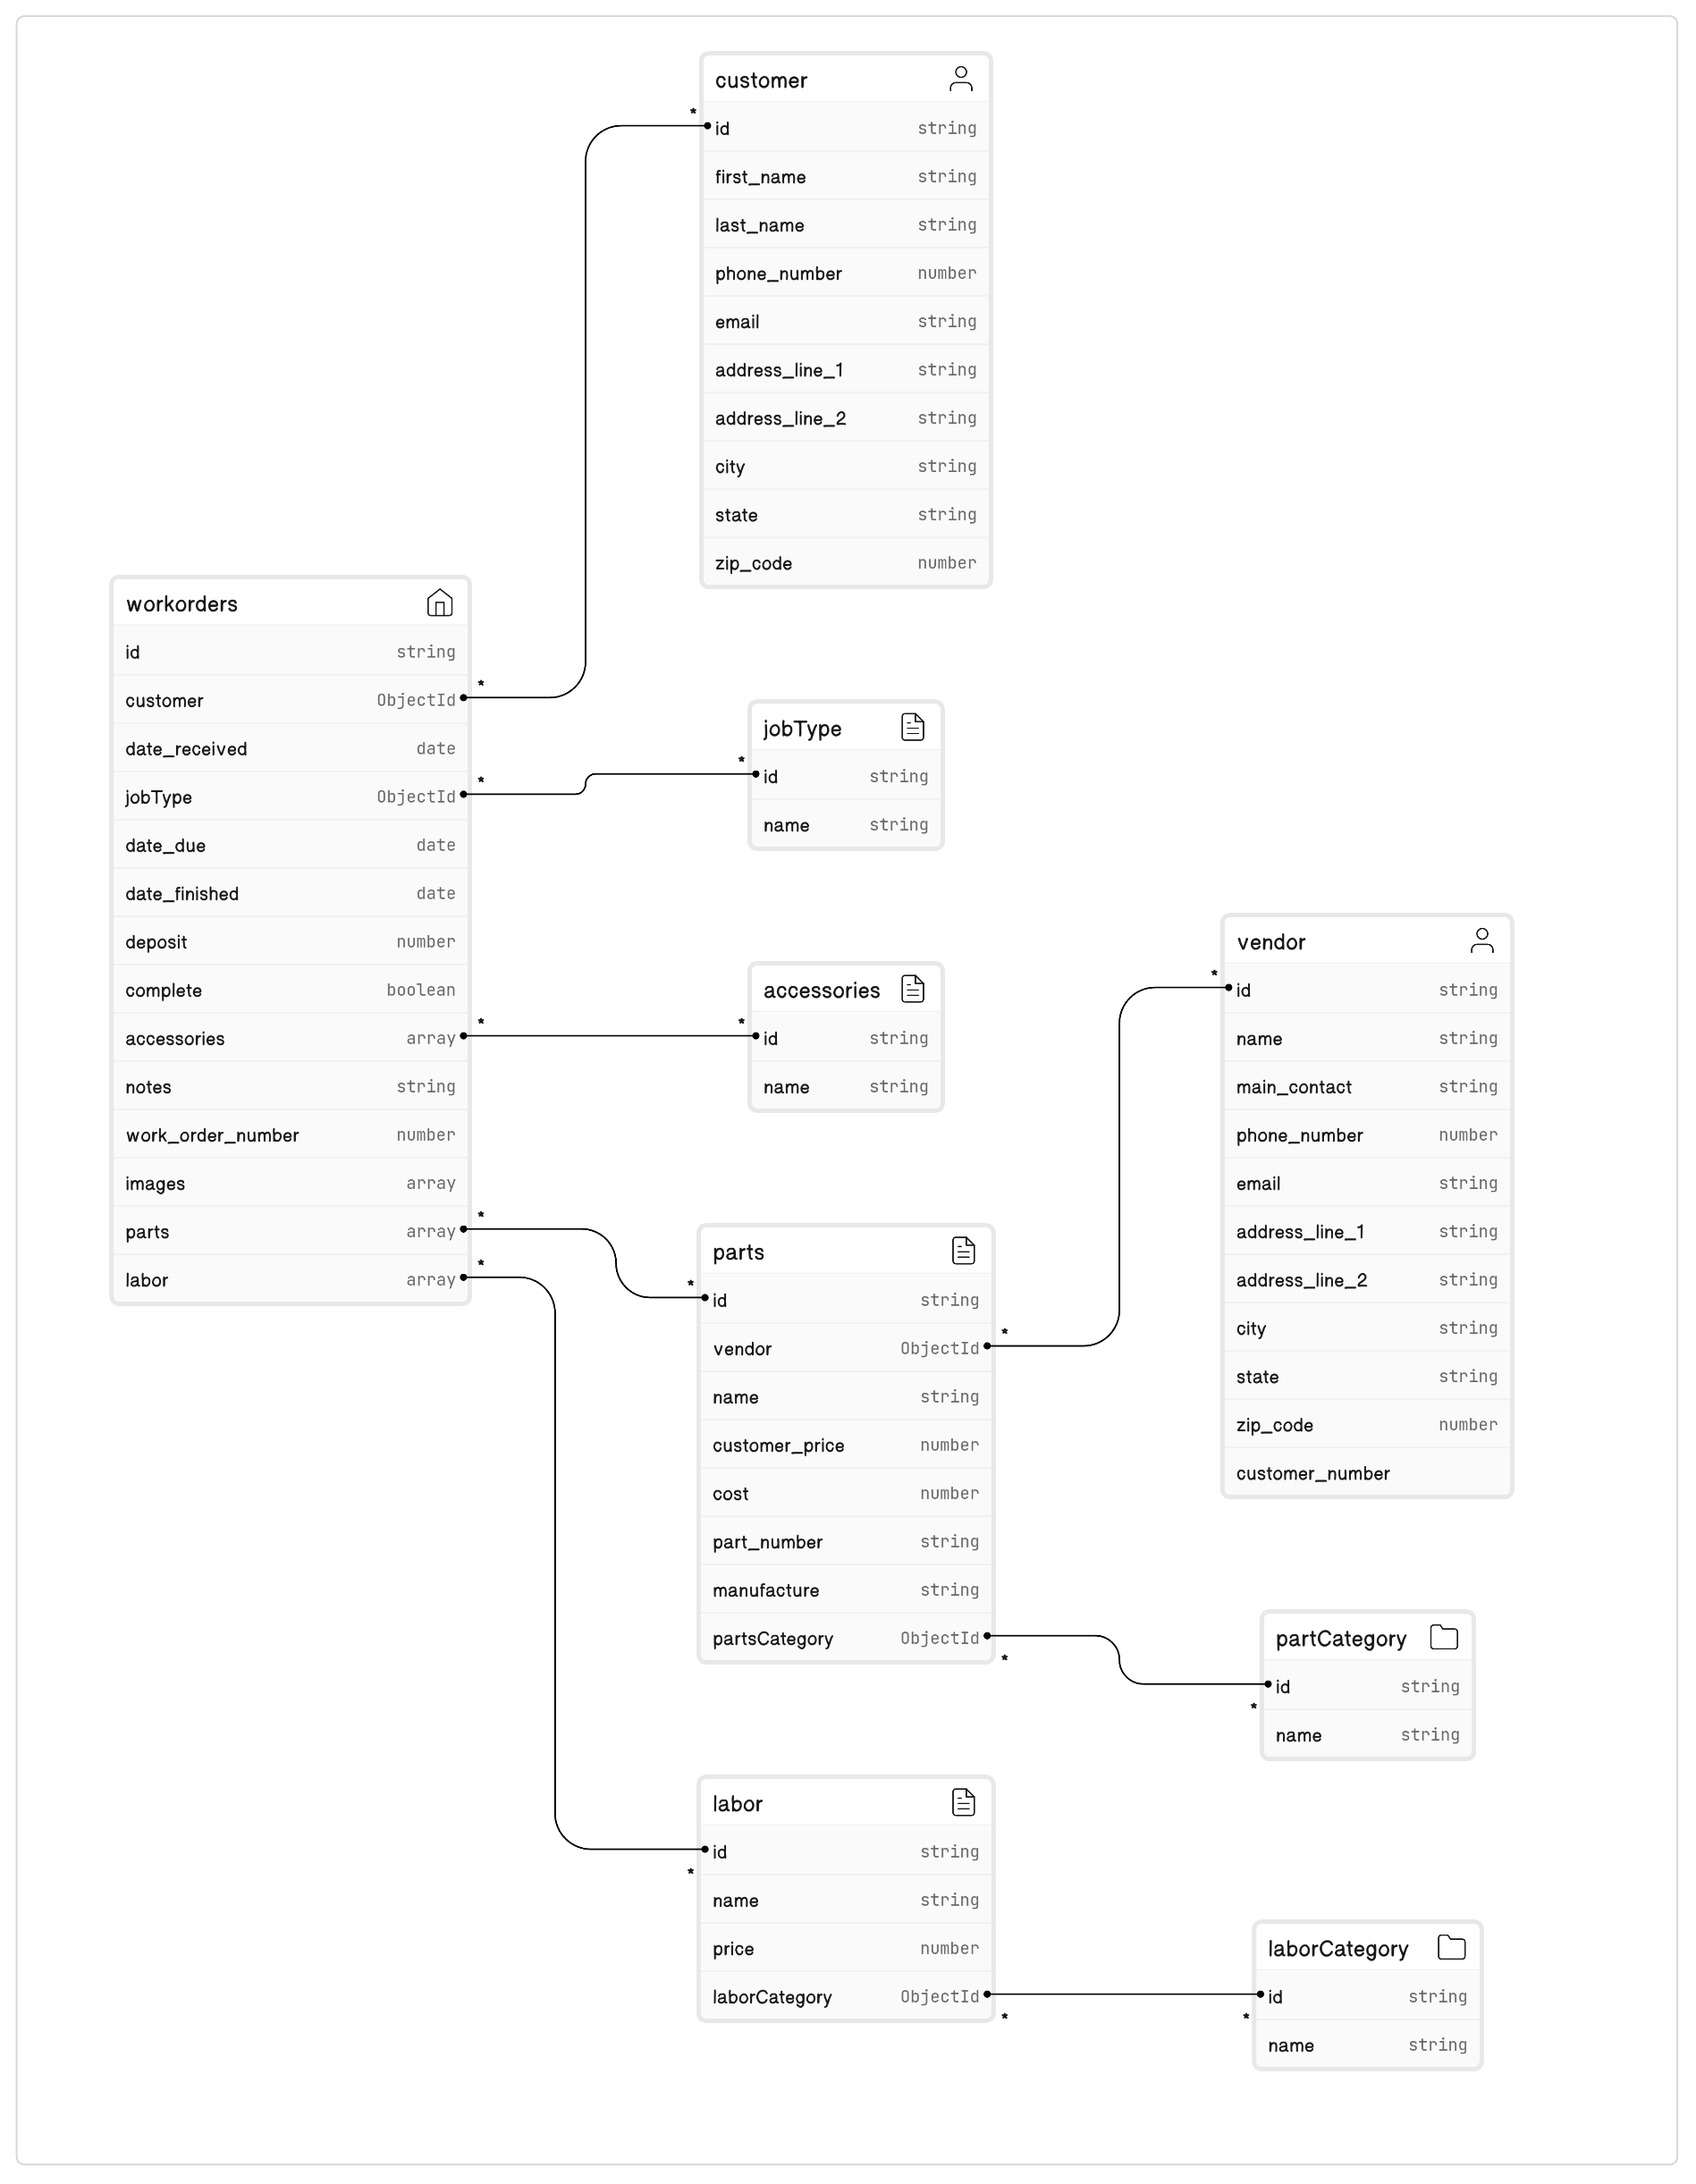 customer
*
id string
first_name string
last_name string
phone_number number
email string
address_line_1 string
address_line_2 string
city string
state string
zip_code number
workorders
id string
customer ObjectId *
date_received date
jobType ObjectId *
date_due date
date_finished date
deposit number
complete boolean
accessories array *
notes string
work_order_number number
images array
parts array *
labor array *
jobType
*
id string
name string
accessories
*
id string
name string
vendor
*
id string
name string
main_contact string
phone_number number
email string
address_line_1 string
address_line_2 string
city string
state string
zip_code number
customer_number
parts
*
id string
vendor ObjectId *
name string
customer_price number
cost number
part_number string
manufacture string
partsCategory ObjectId
*
partCategory
id string
*
name string
labor
id string
*
name string
price number
laborCategory ObjectId
*
laborCategory
id string
*
name string